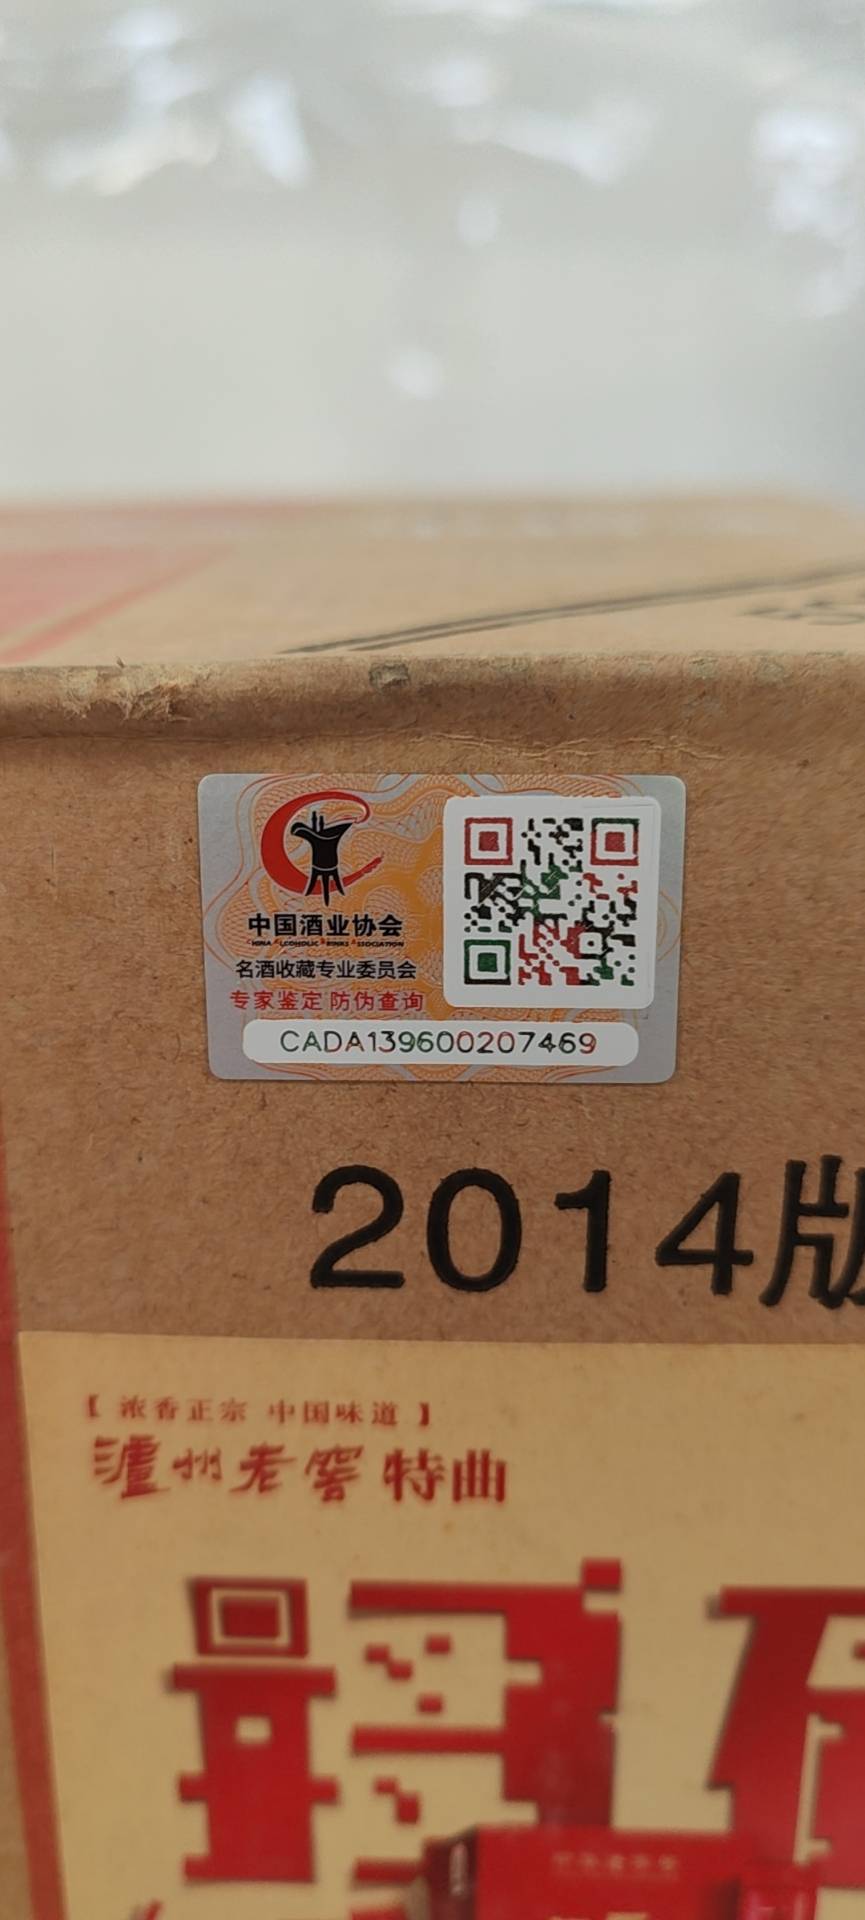 中国酒业协会
CHINA ALCOHOLIC DRINKS ASSOCIATION
名酒收藏专业委员会
专家鉴定 防伪查询
CADA139600207469
2014版
【 浓香正宗 中国味道 】
泸州老窖 特曲